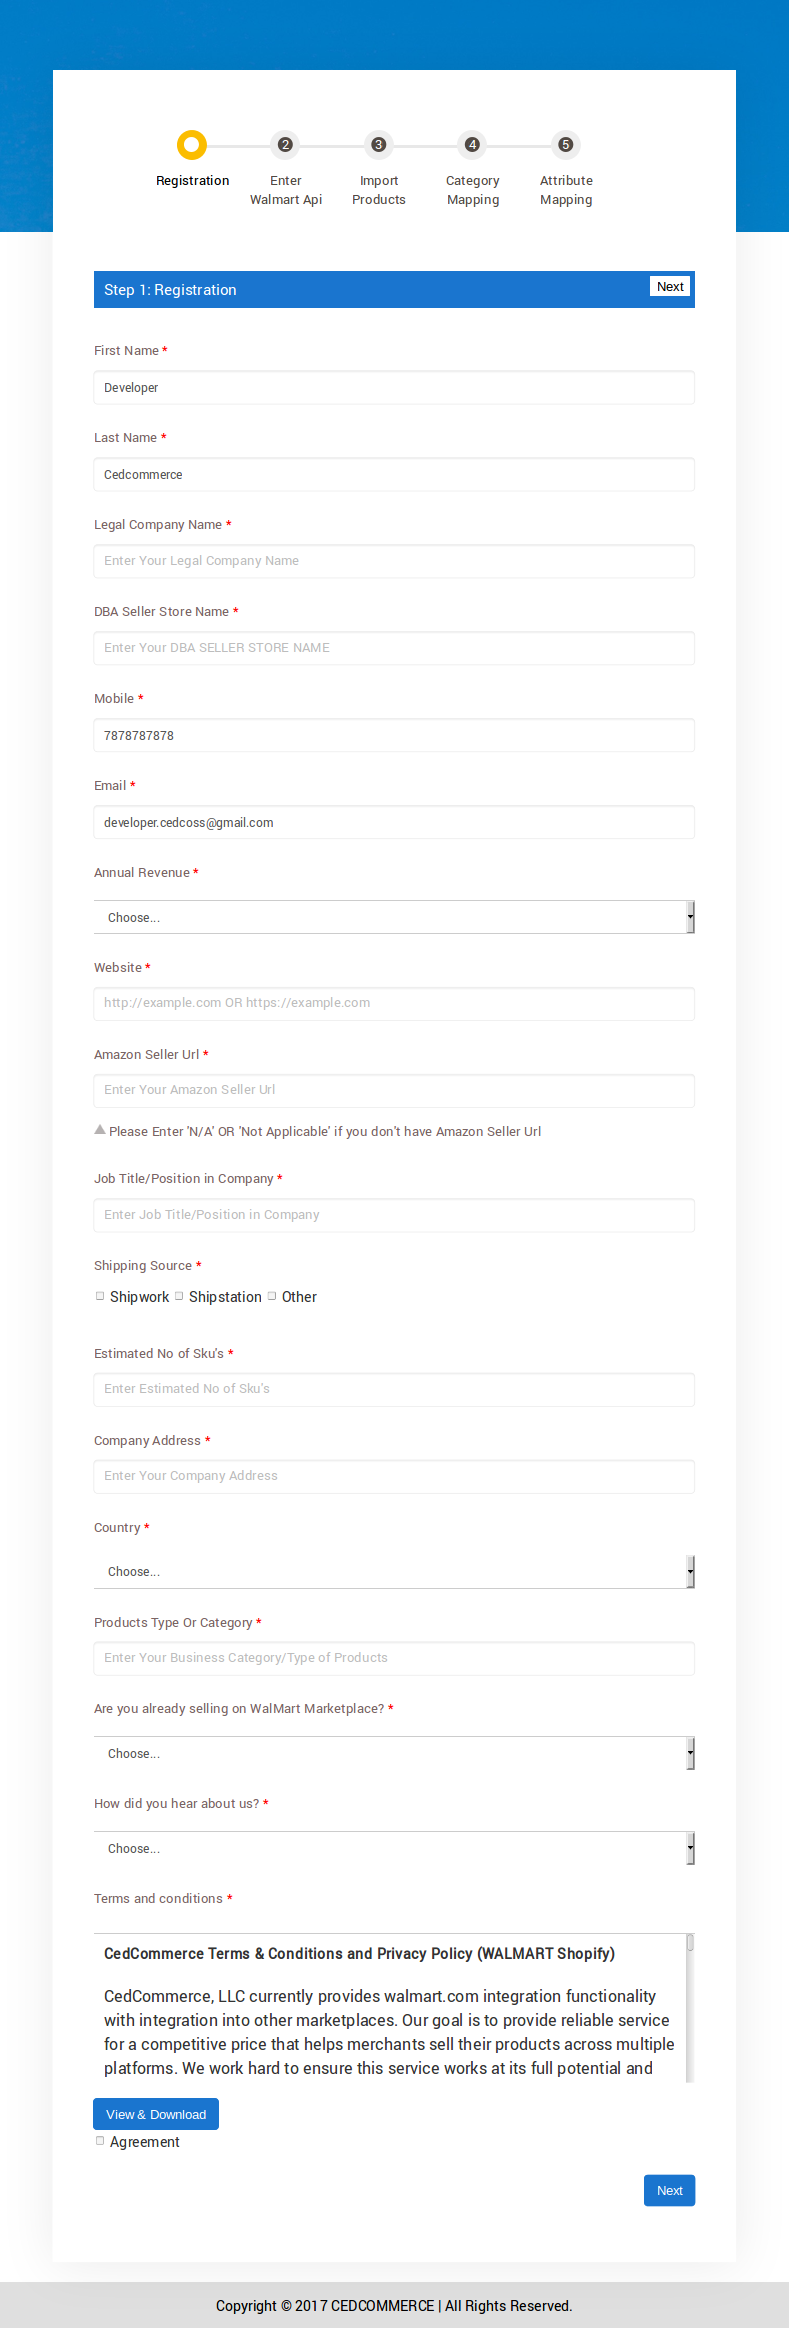 2 3 4 5
Registration Enter Import Category Attribute
Walmart Api Products Mapping Mapping
Step 1: Registration Next
First Name *
Developer
Last Name *
Cedcommerce
Legal Company Name *
Enter Your Legal Company Name
DBA Seller Store Name *
Enter Your DBA SELLER STORE NAME
Mobile *
7878787878
Email *
developer.cedcoss@gmail.com
Annual Revenue *
Choose...
Website *
http://example.com OR https://example.com
Amazon Seller Url *
Enter Your Amazon Seller Url
Please Enter 'N/A' OR 'Not Applicable' if you don't have Amazon Seller Url
Job Title/Position in Company *
Enter Job Title/Position in Company
Shipping Source *
Shipwork Shipstation Other
Estimated No of Sku's *
Enter Estimated No of Sku's
Company Address *
Enter Your Company Address
Country *
Choose...
Products Type Or Category *
Enter Your Business Category/Type of Products
Are you already selling on WalMart Marketplace? *
Choose...
How did you hear about us? *
Choose...
Terms and conditions *
CedCommerce Terms & Conditions and Privacy Policy (WALMART Shopify)
CedCommerce, LLC currently provides walmart.com integration functionality
with integration into other marketplaces. Our goal is to provide reliable service
for a competitive price that helps merchants sell their products across multiple
platforms. We work hard to ensure this service works at its full potential and
View & Download
Agreement
Next
Copyright © 2017 CEDCOMMERCE | All Rights Reserved.